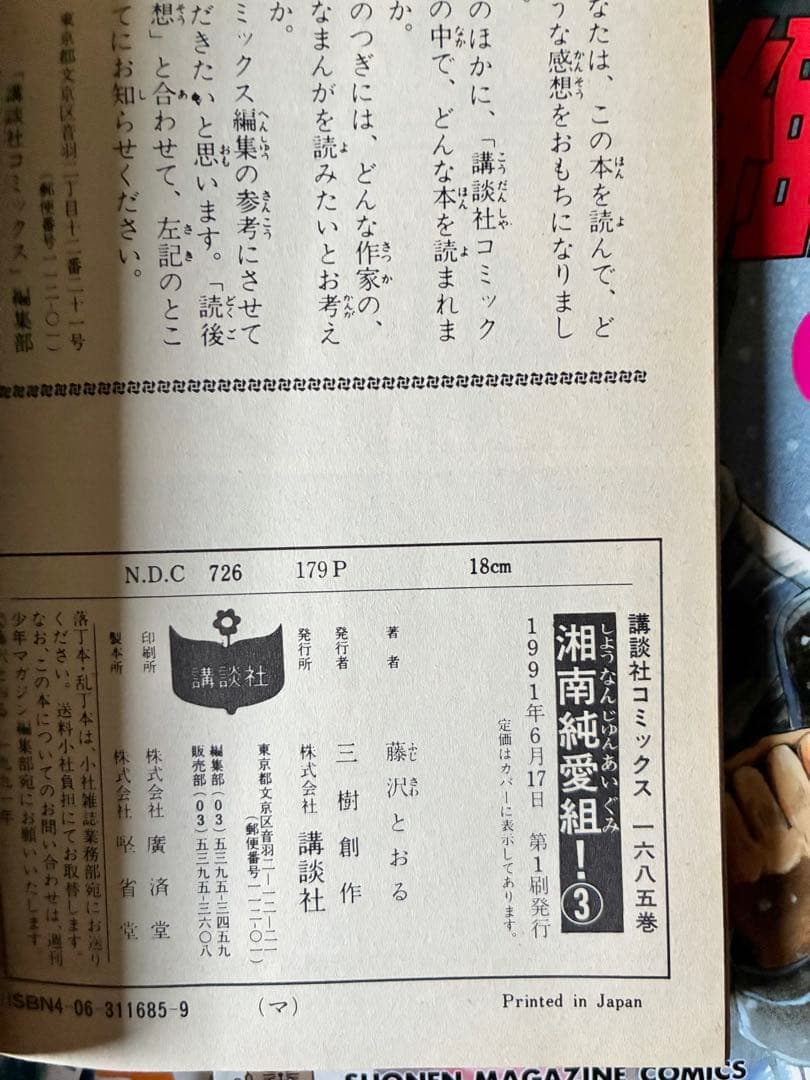 なたは、この本を読んで、ど
うな感想をおもちになりまし
のほかに、「講談社コミック
の中で、どんな本を読まれま
か。
のつぎには、どんな作家の、
なまんがを読みたいとお考え
か。
ミックス編集の参考にさせて
だきたいと思います。「読後
想」と合わせて、左記のとこ
てにお知らせください。
東京都文京区音羽二丁目十二番二十一号
(郵便番号一一二-〇一)
「講談社コミックス」編集部
N.D.C 726 179P 18cm
講談社コミックス 一六八五巻
しょうなんじゅんあいぐみ
湘南純愛組!③
1991年6月17日 第1刷発行
定価はカバーに表示してあります。
著者 藤沢とおる
発行者 三樹創作
発行所 株式会社 講談社
東京都文京区音羽二-一二-二一
(郵便番号一一二-〇一)
編集部(03)五三九五-三四五九
販売部(03)五三九五-三六〇八
講談社
印刷所 株式会社 廣済堂
製本所 株式会社 堅省堂
落丁本・乱丁本は、小社雑誌業務部宛にお送り
ください。送料小社負担にてお取替します。
なお、この本についてのお問い合わせは、週刊
少年マガジン編集部宛にお願いいたします。
ISBN4-06-311685-9 (マ) Printed in Japan
SHONEN MAGAZINE COMICS